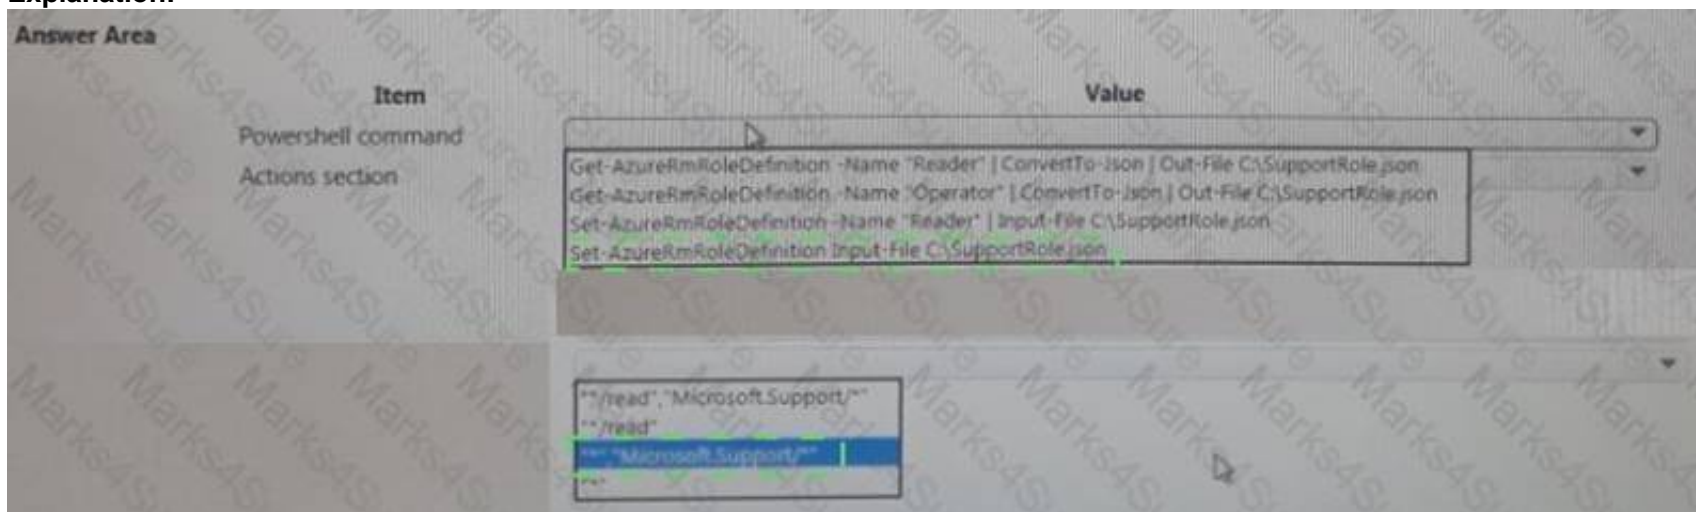 Explanation:
Answer Area
Item Value
Powershell command
Actions section
Get-AzureRmRoleDefinition -Name "Reader" | ConvertTo-Json | Out-File C:\SupportRole.json
Get-AzureRmRoleDefinition -Name "Operator" | ConvertTo-Json | Out-File C:\SupportRole.json
Set-AzureRmRoleDefinition -Name "Reader" | Input-File C:\SupportRole.json
Set-AzureRmRoleDefinition Input-File C:\SupportRole.json
"*/read","Microsoft.Support/*"
"*/read"
"*","Microsoft.Support/*"
"*"
Marks4Sure